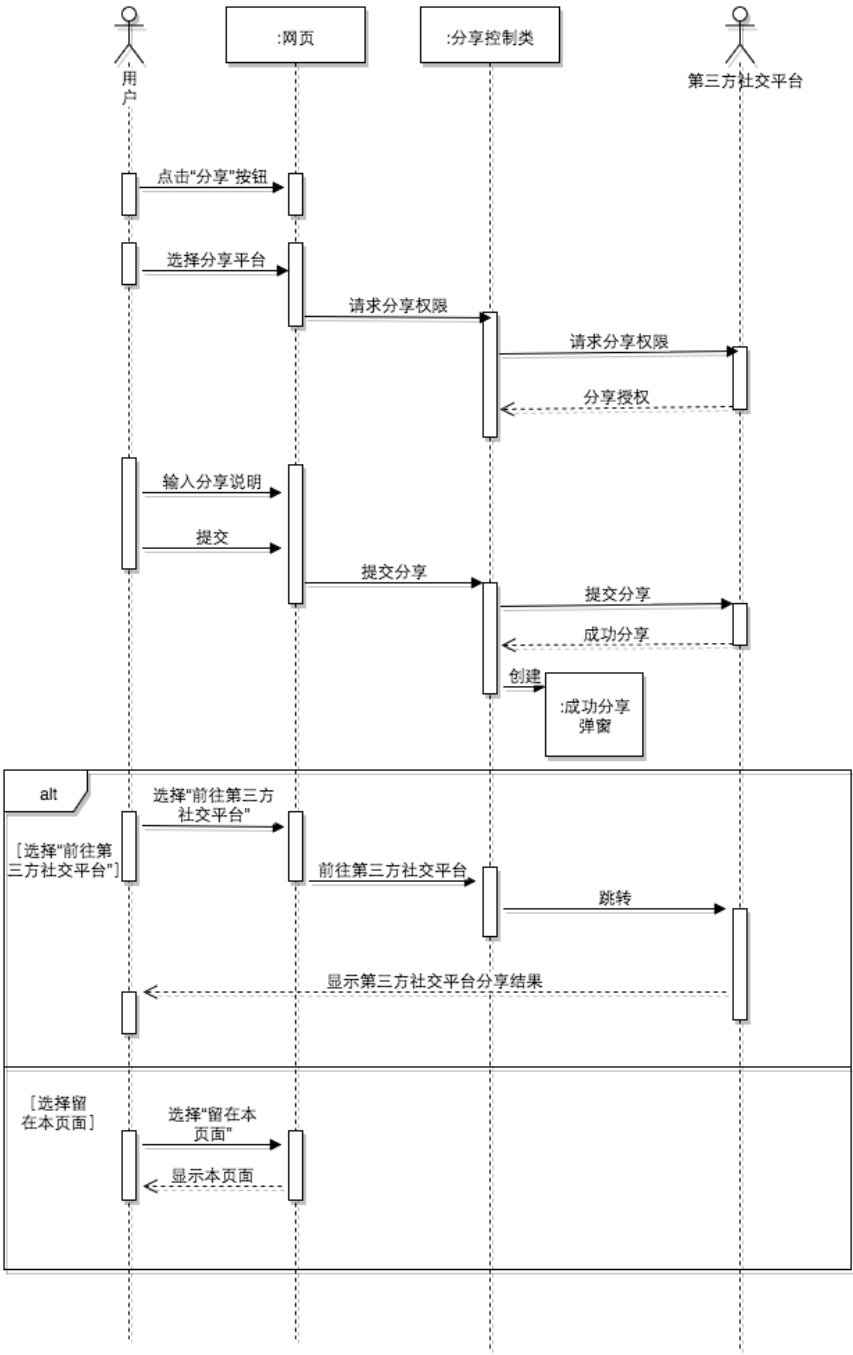 用
户
:网页
:分享控制类
第三方社交平台
点击“分享”按钮
选择分享平台
请求分享权限
请求分享权限
分享授权
输入分享说明
提交
提交分享
提交分享
成功分享
创建
:成功分享
弹窗
alt
选择“前往第三方
社交平台”
[选择“前往第
三方社交平台”]
前往第三方社交平台
跳转
显示第三方社交平台分享结果
[选择留
在本页面]
选择“留在本
页面”
显示本页面